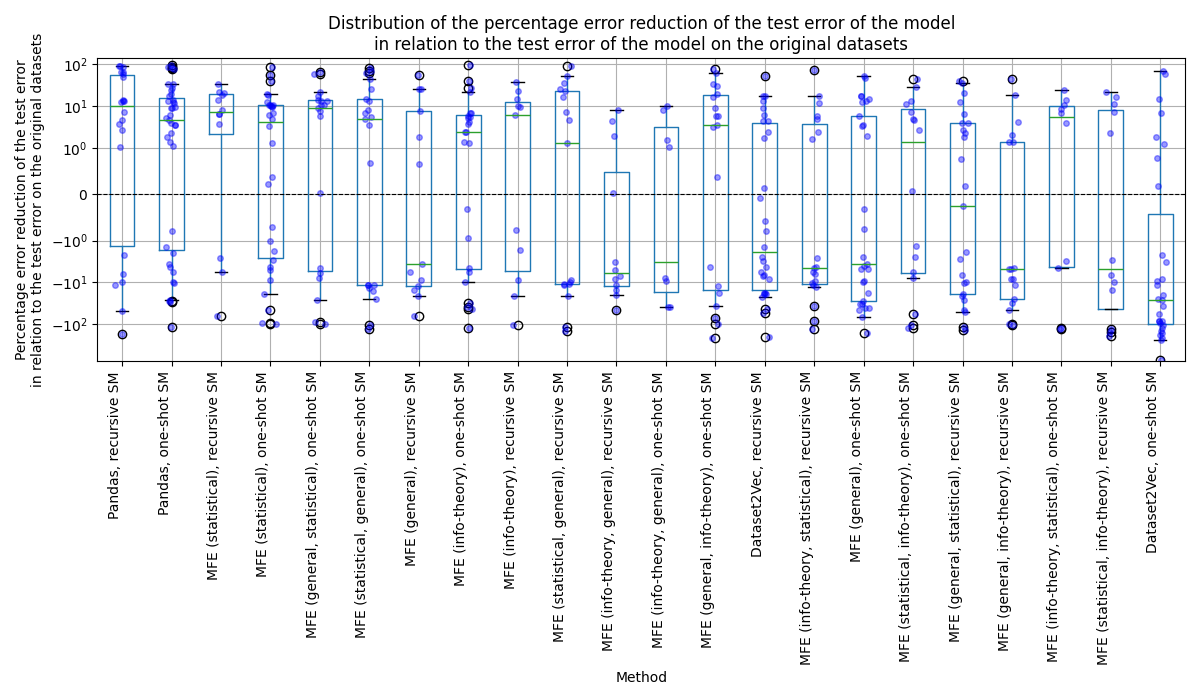 Distribution of the percentage error reduction of the test error of the model
in relation to the test error of the model on the original datasets
Percentage error reduction of the test error
in relation to the test error on the original datasets
10²
10¹
10⁰
0
−10⁰
−10¹
−10²
Pandas, recursive SM
Pandas, one-shot SM
MFE (statistical), recursive SM
MFE (statistical), one-shot SM
MFE (general, statistical), one-shot SM
MFE (statistical, general), one-shot SM
MFE (general), recursive SM
MFE (info-theory), one-shot SM
MFE (info-theory), recursive SM
MFE (statistical, general), recursive SM
MFE (info-theory, general), recursive SM
MFE (info-theory, general), one-shot SM
MFE (general, info-theory), one-shot SM
Dataset2Vec, recursive SM
MFE (info-theory, statistical), recursive SM
MFE (general), one-shot SM
MFE (statistical, info-theory), one-shot SM
MFE (general, statistical), recursive SM
MFE (general, info-theory), recursive SM
MFE (info-theory, statistical), one-shot SM
MFE (statistical, info-theory), recursive SM
Dataset2Vec, one-shot SM
Method